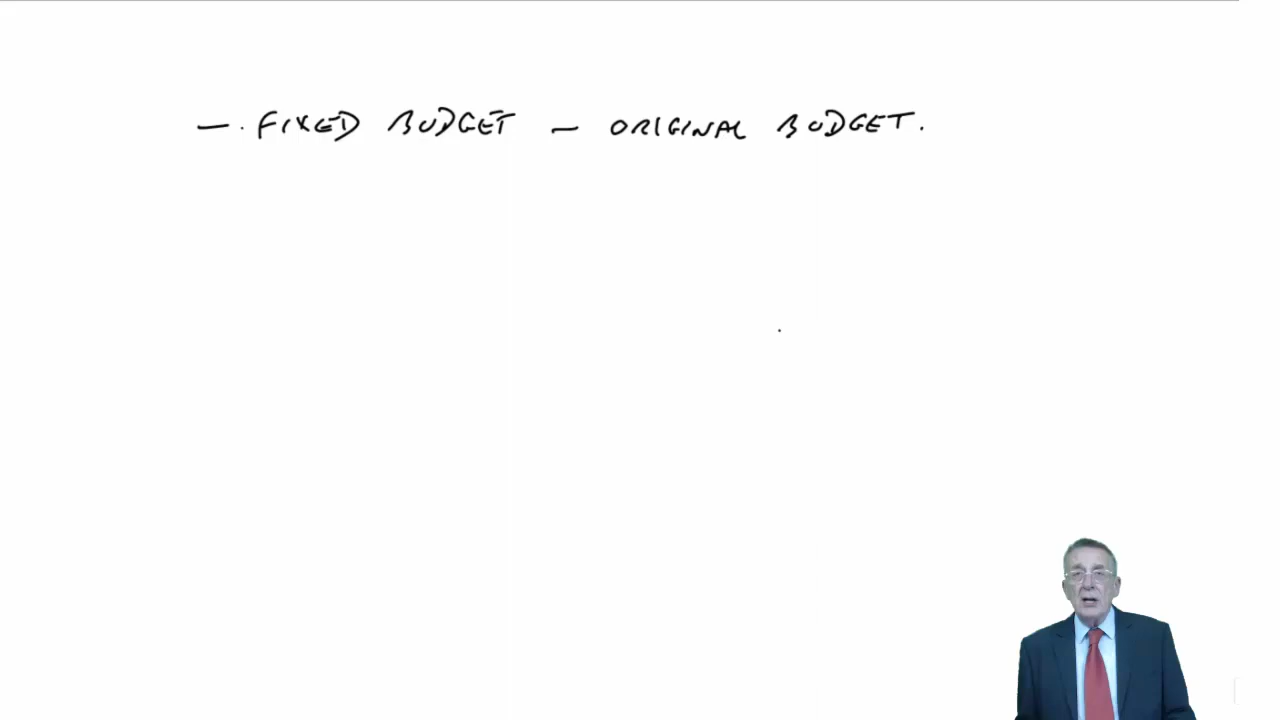 — . FIXED BUDGET — ORIGINAL BUDGET.